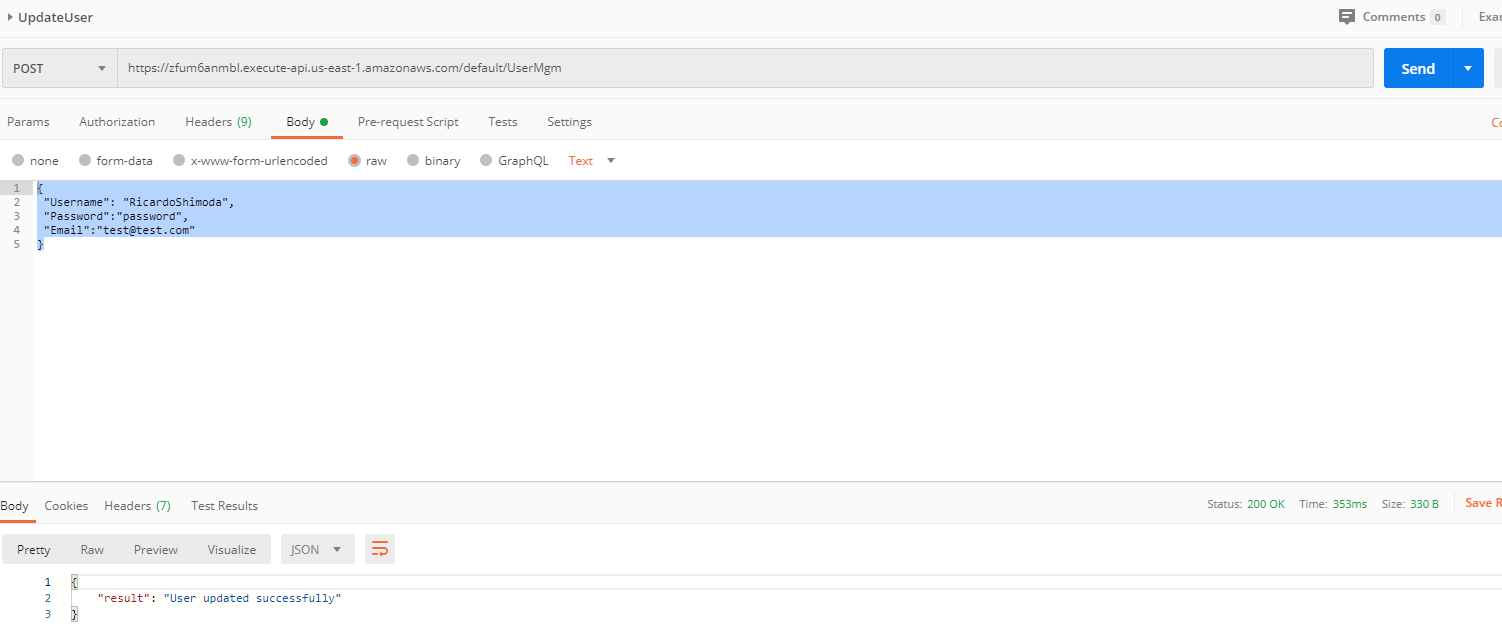 UpdateUser
Comments 0
POST
https://zfum6anmbl.execute-api.us-east-1.amazonaws.com/default/UserMgm
Send
Params Authorization Headers (9) Body Pre-request Script Tests Settings
none form-data x-www-form-urlencoded raw binary GraphQL Text
1 {
2 "Username": "RicardoShimoda",
3 "Password":"password",
4 "Email":"test@test.com"
5 }
Body Cookies Headers (7) Test Results Status: 200 OK Time: 353ms Size: 330 B Save
Pretty Raw Preview Visualize JSON
1 {
2 "result": "User updated successfully"
3 }